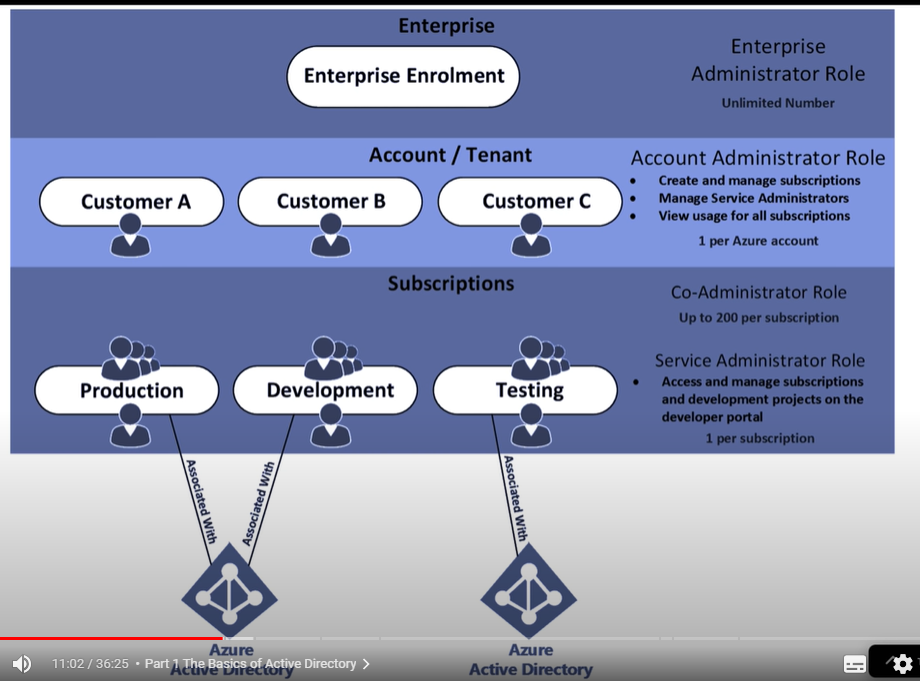 Enterprise
Enterprise Enrolment
Enterprise
Administrator Role
Unlimited Number
Account / Tenant
Customer A
Customer B
Customer C
Account Administrator Role
• Create and manage subscriptions
• Manage Service Administrators
• View usage for all subscriptions
1 per Azure account
Subscriptions
Co-Administrator Role
Up to 200 per subscription
Production
Development
Testing
Service Administrator Role
• Access and manage subscriptions
and development projects on the
developer portal
1 per subscription
Associated With
Associated With
Associated With
Azure
Active Directory
Azure
Active Directory
11:02 / 36:25 • Part 1 The Basics of Active Directory